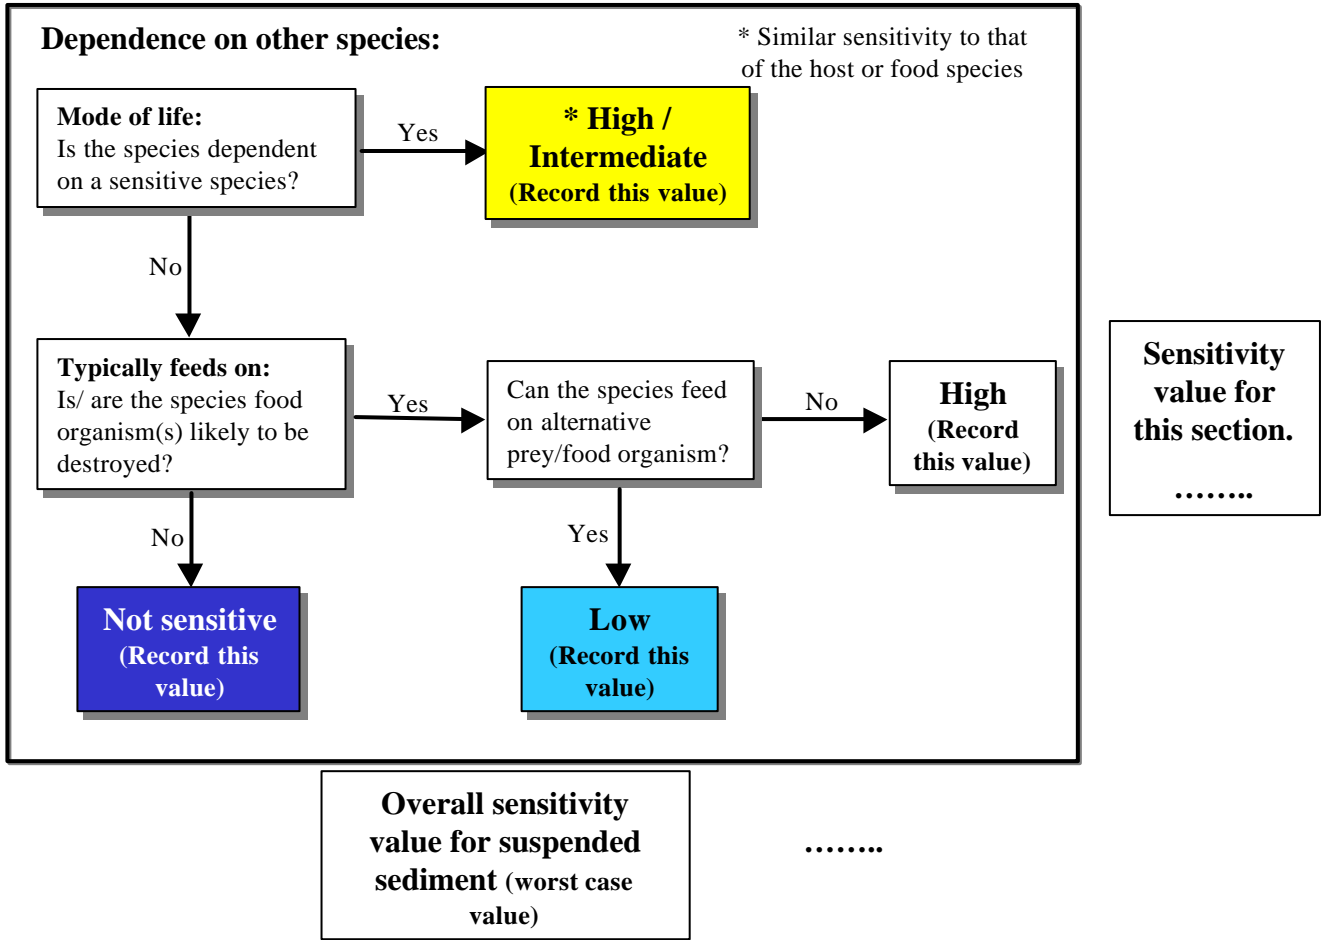 Dependence on other species:
* Similar sensitivity to that
of the host or food species
Mode of life:
Is the species dependent
on a sensitive species?
Yes
* High /
Intermediate
(Record this value)
No
Typically feeds on:
Is/ are the species food
organism(s) likely to be
destroyed?
Yes
Can the species feed
on alternative
prey/food organism?
No
High
(Record
this value)
Sensitivity
value for
this section.
……..
No
Yes
Not sensitive
(Record this
value)
Low
(Record this
value)
Overall sensitivity
value for suspended
sediment (worst case
value)
……..